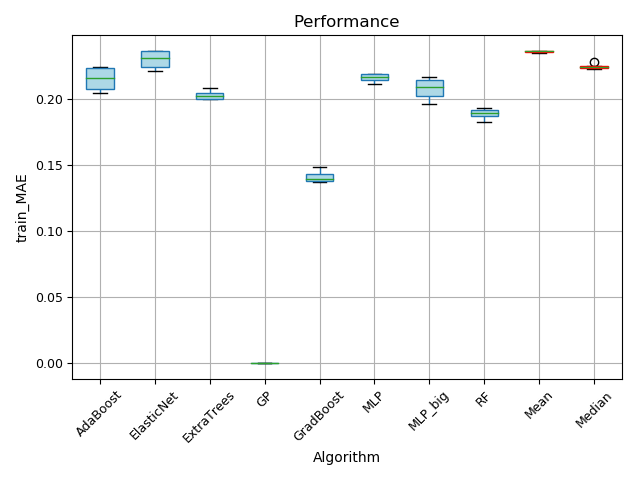 Performance
train_MAE
0.20
0.15
0.10
0.05
0.00
AdaBoost
ElasticNet
ExtraTrees
GP
GradBoost
MLP
MLP_big
RF
Mean
Median
Algorithm